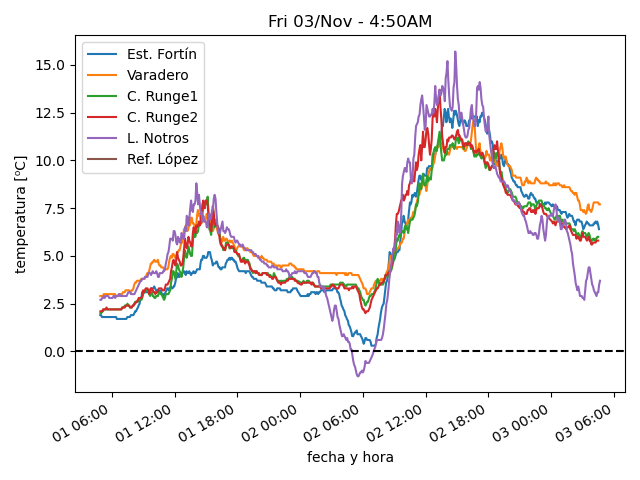 Fri 03/Nov - 4:50AM
temperatura [ºC]
15.0
12.5
10.0
7.5
5.0
2.5
0.0
Est. Fortín
Varadero
C. Runge1
C. Runge2
L. Notros
Ref. López
01 06:00
01 12:00
01 18:00
02 00:00
02 06:00
02 12:00
02 18:00
03 00:00
03 06:00
fecha y hora